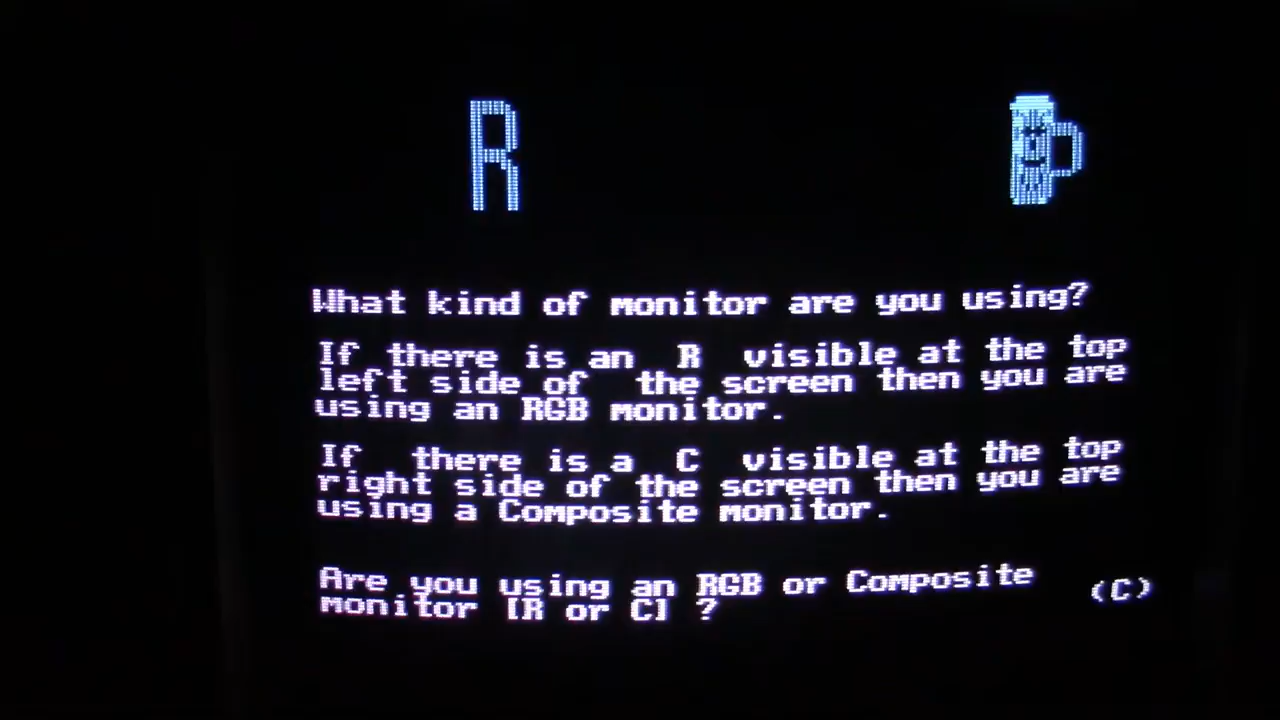 R
What kind of monitor are you using?
If there is an R visible at the top
left side of the screen then you are
using an RGB monitor.
If there is a C visible at the top
right side of the screen then you are
using a Composite monitor.
Are you using an RGB or Composite
monitor [R or C] ? (C)